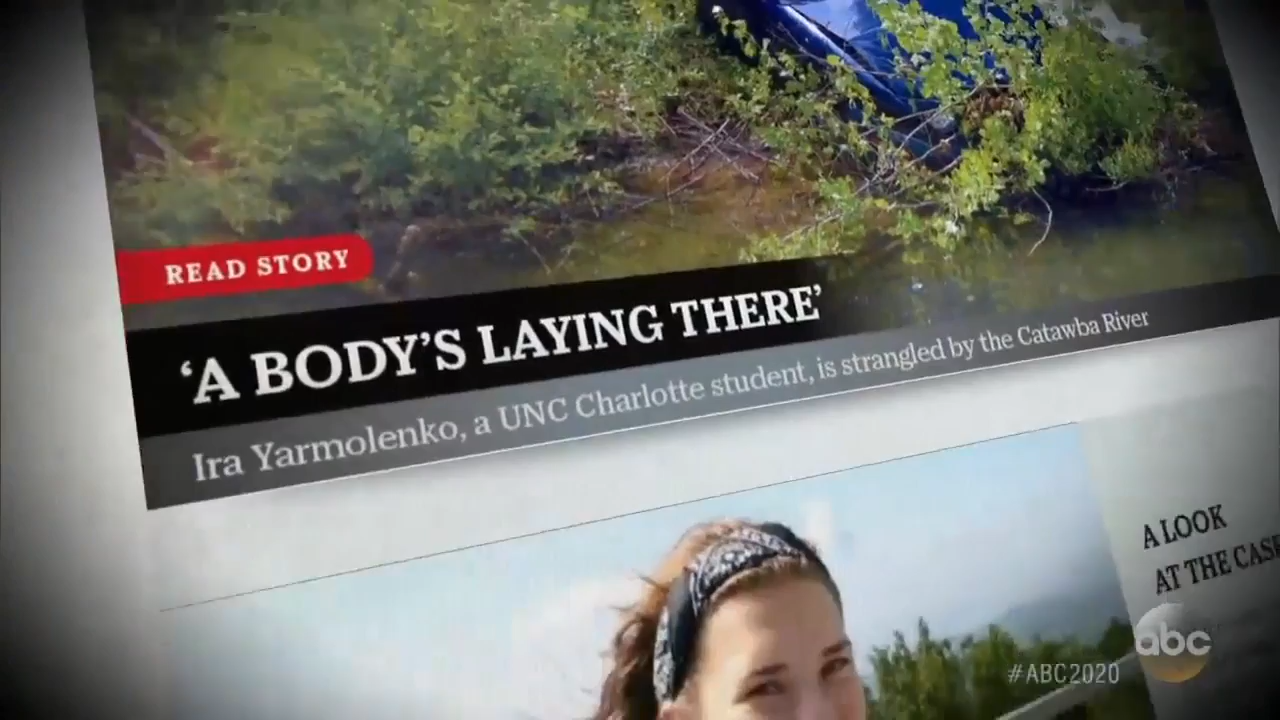 READ STORY
‘A BODY’S LAYING THERE’
Ira Yarmolenko, a UNC Charlotte student, is strangled by the Catawba River
A LOOK
AT THE CASE
abc
#ABC2020